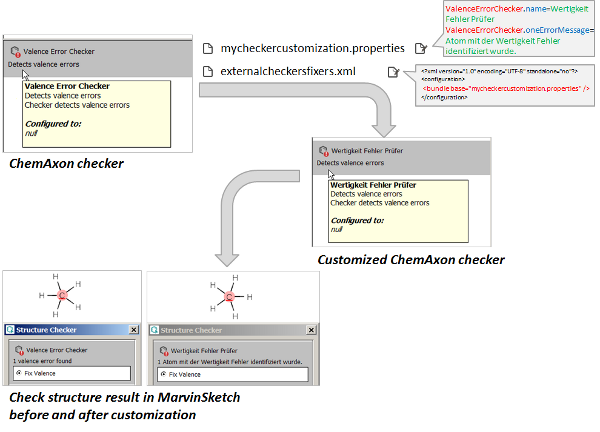 Valence Error Checker
Detects valence errors
Valence Error Checker
Detects valence errors
Checker detects valence errors
Configured to:
null
ChemAxon checker
mycheckercustomization.properties
externalcheckersfixers.xml
ValenceErrorChecker.name=Wertigkeit
Fehler Prüfer
ValenceErrorChecker.oneErrorMessage=
Atom mit der Wertigkeit Fehler
identifiziert wurde.
<?xml version="1.0" encoding="UTF-8" standalone="no"?>
<configuration>
<bundle base="mycheckercustomization.properties" />
</configuration>
Wertigkeit Fehler Prüfer
Detects valence errors
Wertigkeit Fehler Prüfer
Detects valence errors
Checker detects valence errors
Configured to:
null
Customized ChemAxon checker
H
H
H
C
H
H
Structure Checker
Valence Error Checker
1 valence error found
Fix Valence
H
H
H
C
H
H
Structure Checker
Wertigkeit Fehler Prüfer
1 Atom mit der Wertigkeit Fehler identifiziert wurde.
Fix Valence
Check structure result in MarvinSketch
before and after customization